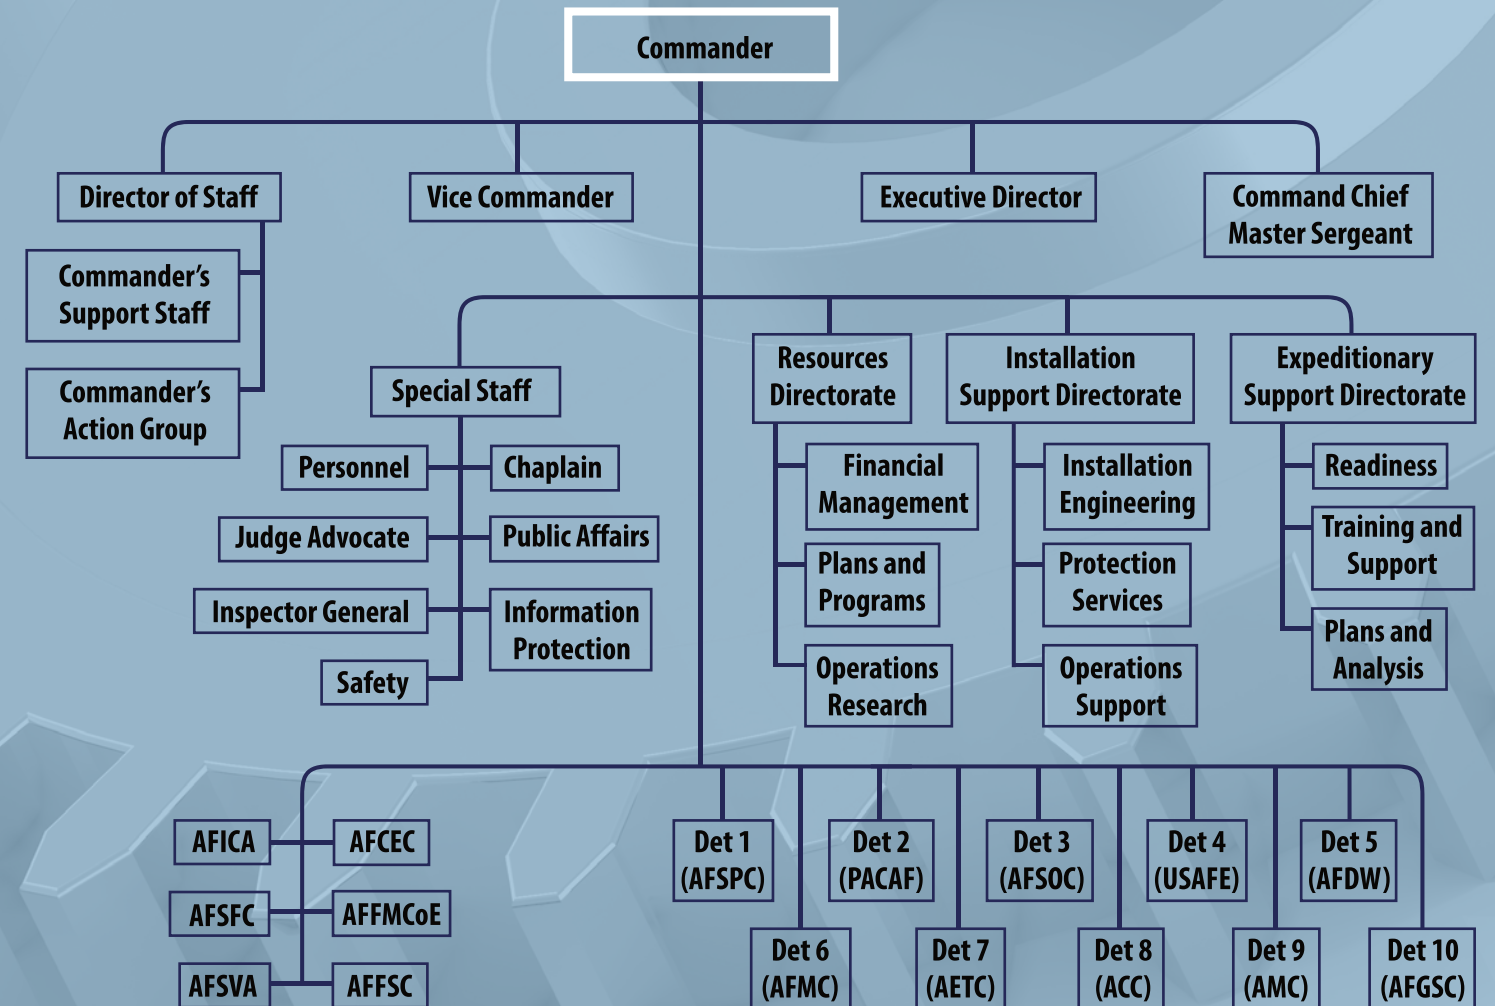 Commander
Director of Staff
Vice Commander
Executive Director
Command Chief
Master Sergeant
Commander's
Support Staff
Commander's
Action Group
Special Staff
Personnel
Chaplain
Judge Advocate
Public Affairs
Inspector General
Information
Protection
Safety
Resources
Directorate
Financial
Management
Plans and
Programs
Operations
Research
Installation
Support Directorate
Installation
Engineering
Protection
Services
Operations
Support
Expeditionary
Support Directorate
Readiness
Training and
Support
Plans and
Analysis
AFICA
AFCEC
AFSFC
AFFMCoE
AFSVA
AFFSC
Det 1
(AFSPC)
Det 2
(PACAF)
Det 3
(AFSOC)
Det 4
(USAFE)
Det 5
(AFDW)
Det 6
(AFMC)
Det 7
(AETC)
Det 8
(ACC)
Det 9
(AMC)
Det 10
(AFGSC)